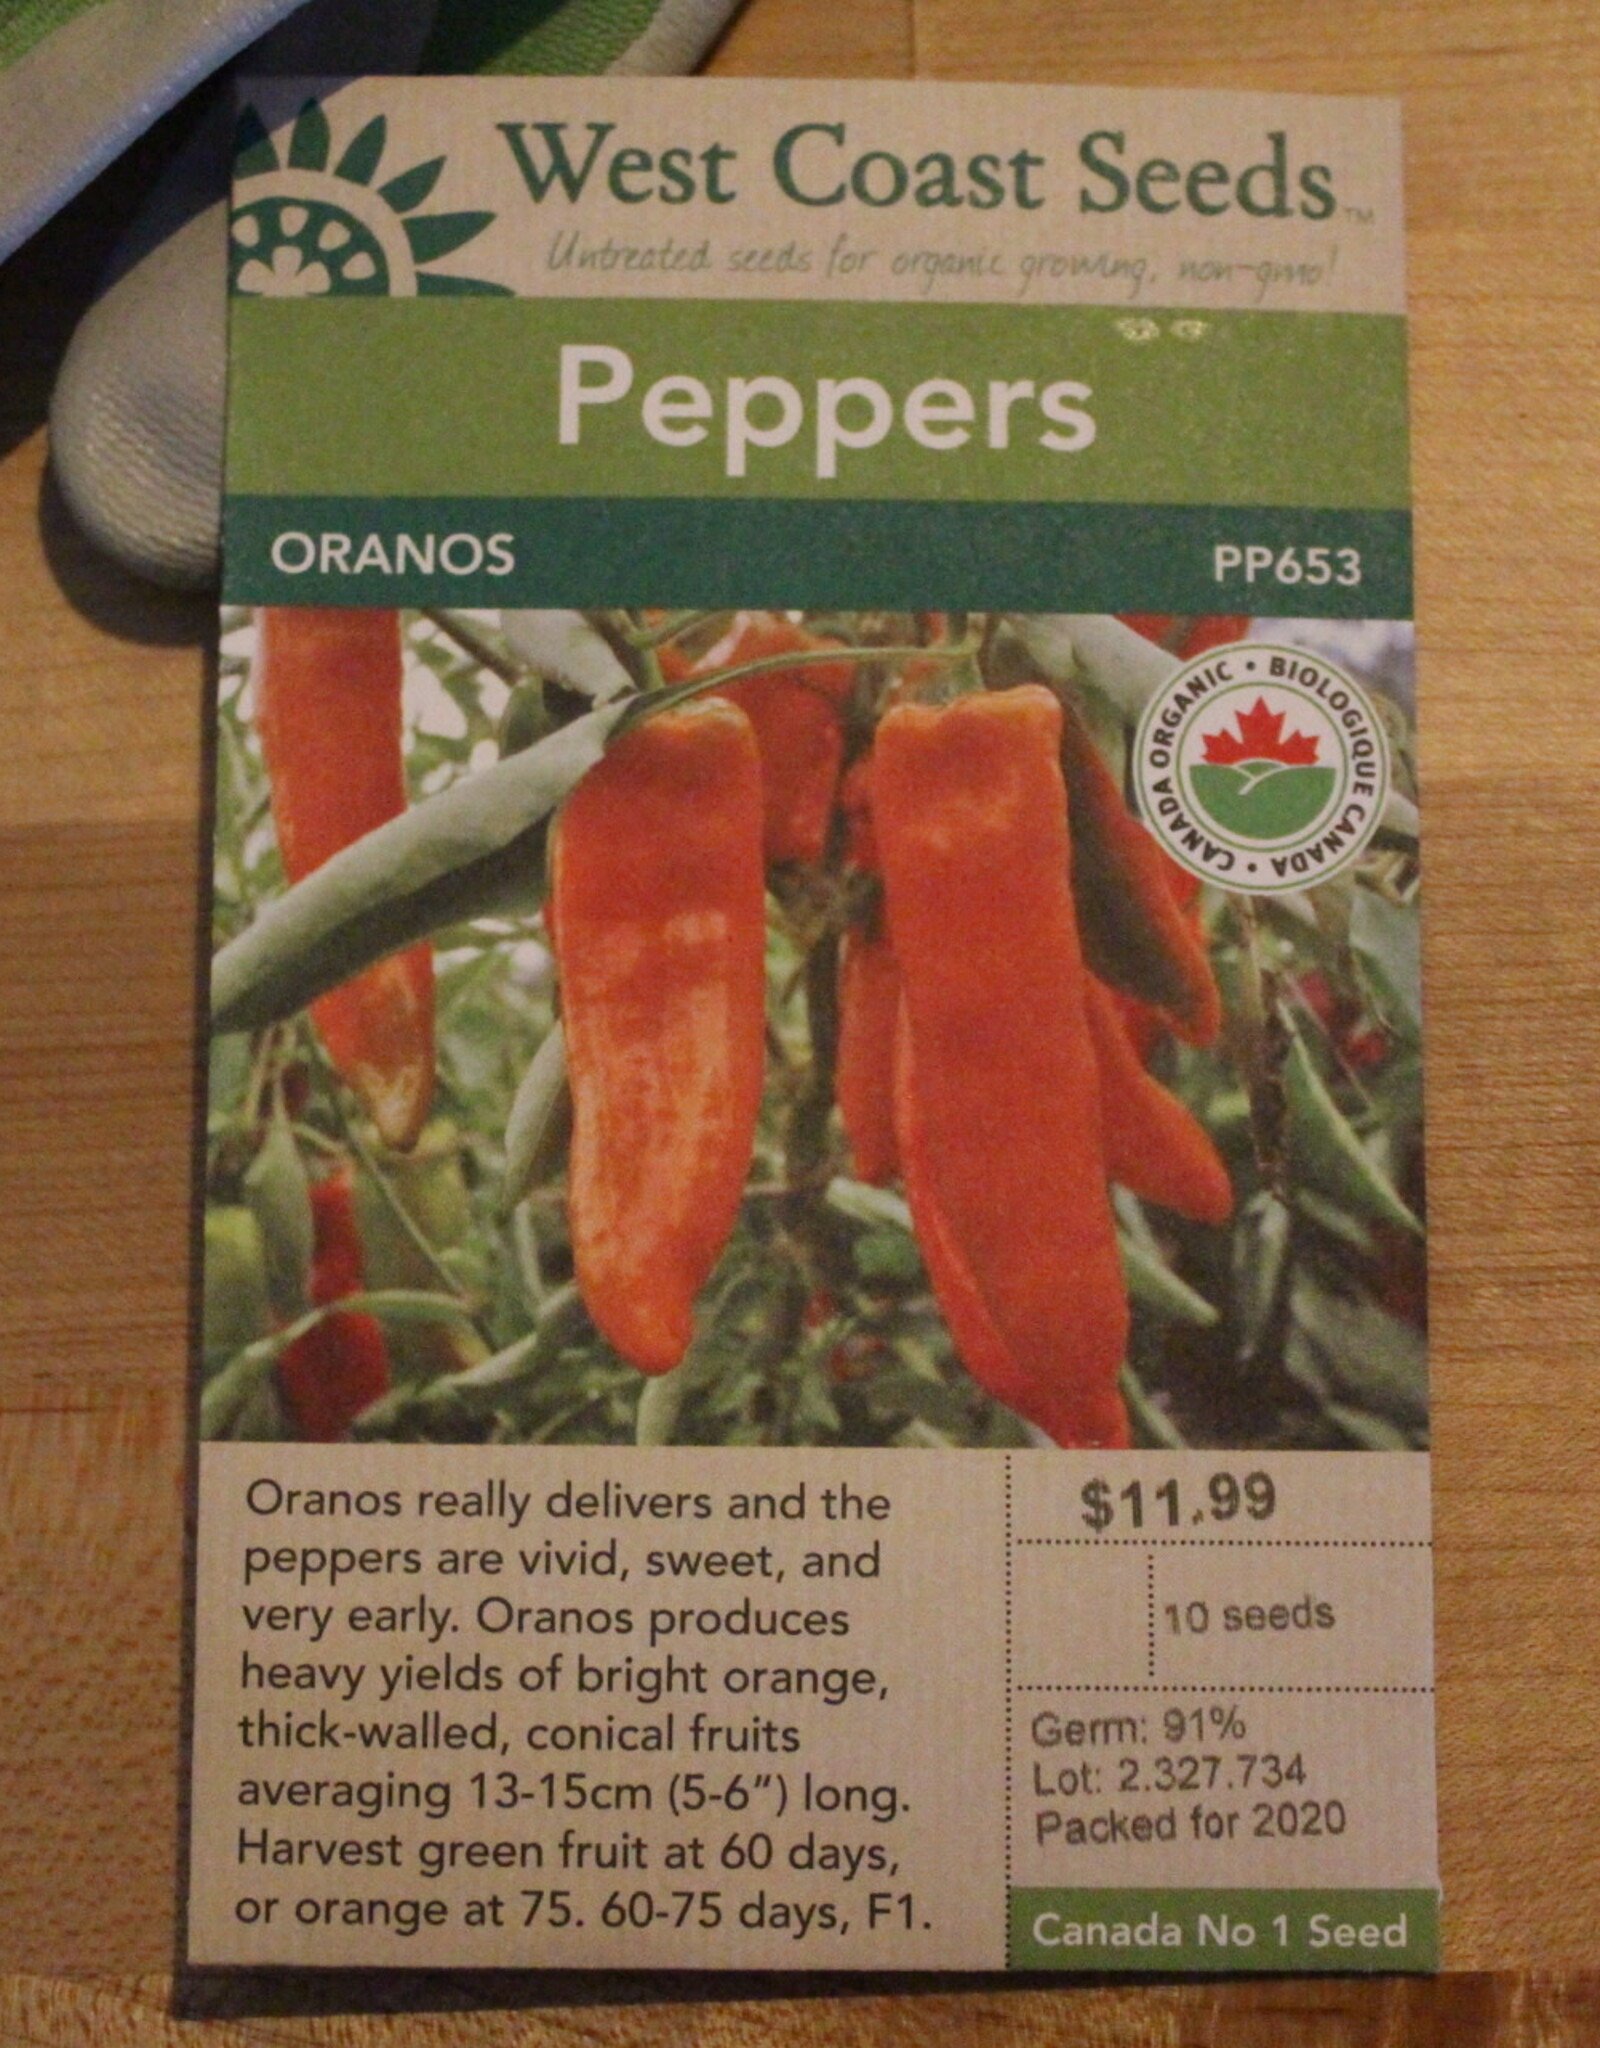 West Coast Seeds™
Untreated seeds for organic growing, non-gmo!
Peppers
ORANOS
PP653
CANADA ORGANIC • BIOLOGIQUE CANADA •
Oranos really delivers and the
peppers are vivid, sweet, and
very early. Oranos produces
heavy yields of bright orange,
thick-walled, conical fruits
averaging 13-15cm (5-6”) long.
Harvest green fruit at 60 days,
or orange at 75. 60-75 days, F1.
$11.99
10 seeds
Germ: 91%
Lot: 2.327.734
Packed for 2020
Canada No 1 Seed